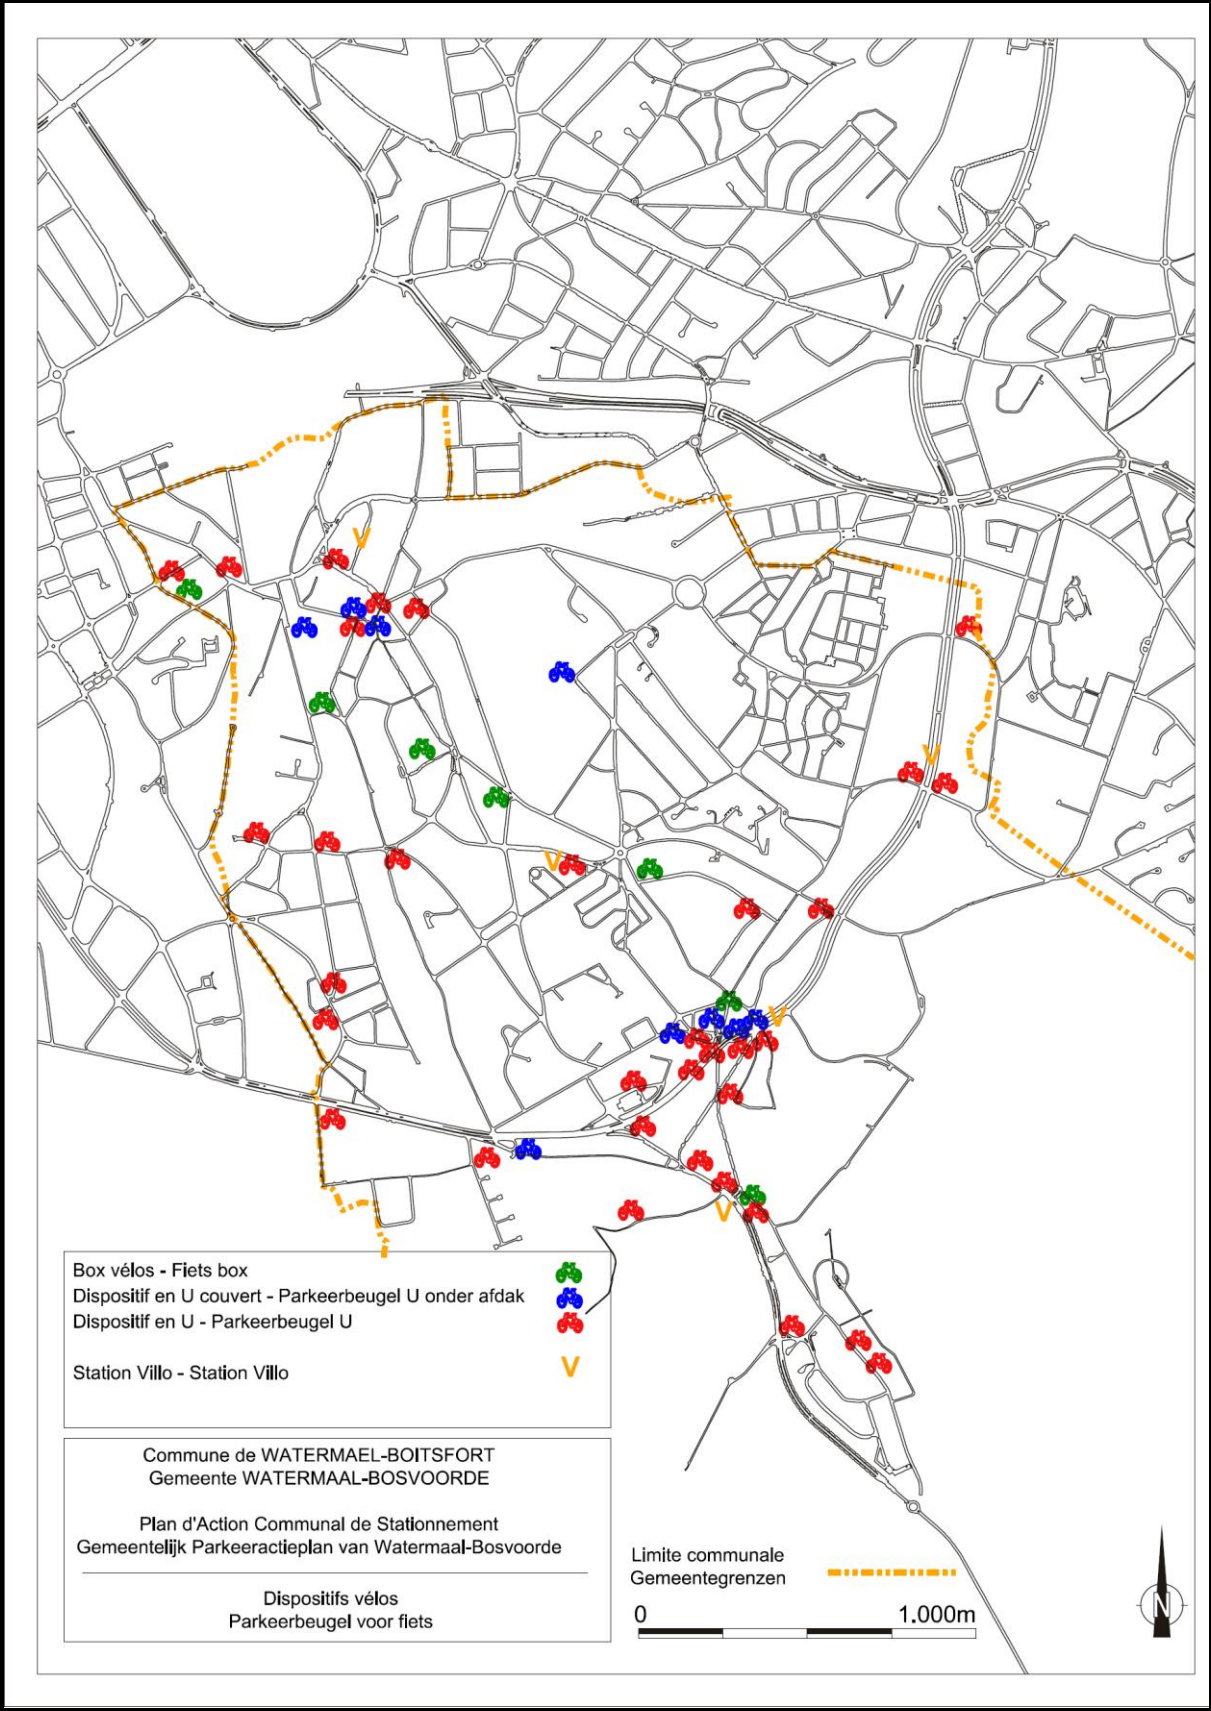 V
V
V
V
V
Box vélos - Fiets box
Dispositif en U couvert - Parkeerbeugel U onder afdak
Dispositif en U - Parkeerbeugel U
Station Villo - Station Villo V
Commune de WATERMAEL-BOITSFORT
Gemeente WATERMAAL-BOSVOORDE
Plan d'Action Communal de Stationnement
Gemeentelijk Parkeeractieplan van Watermaal-Bosvoorde
Dispositifs vélos
Parkeerbeugel voor fiets
Limite communale
Gemeentegrenzen
0 1.000m
N